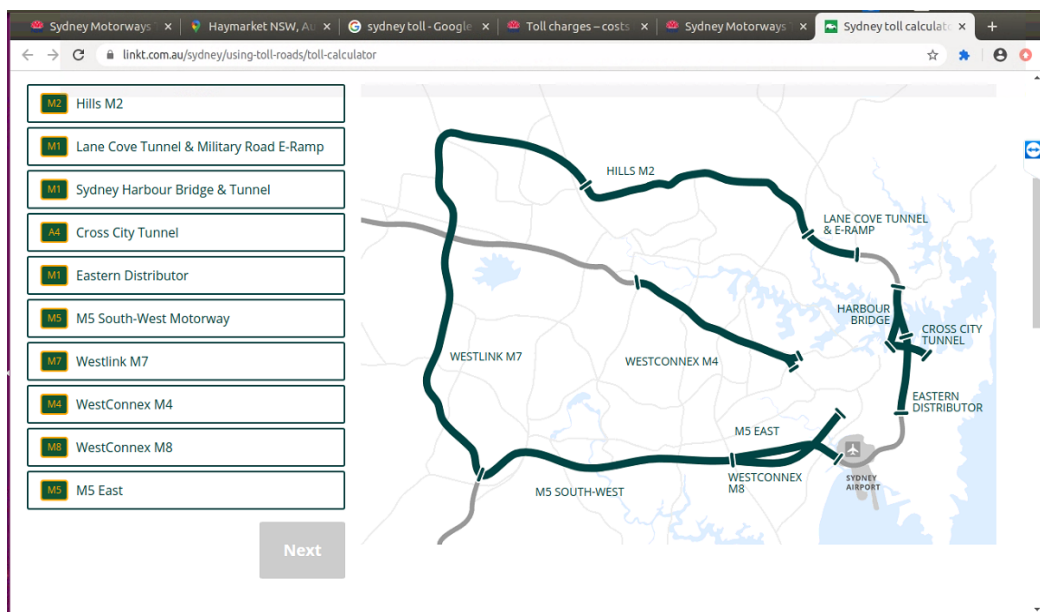 Sydney Motorways
Haymarket NSW, Au
sydney toll - Google
Toll charges – costs
Sydney Motorways
Sydney toll calculato
linkt.com.au/sydney/using-toll-roads/toll-calculator
M2 Hills M2
M1 Lane Cove Tunnel & Military Road E-Ramp
M1 Sydney Harbour Bridge & Tunnel
A4 Cross City Tunnel
M1 Eastern Distributor
M5 M5 South-West Motorway
M7 Westlink M7
M4 WestConnex M4
M8 WestConnex M8
M5 M5 East
Next
HILLS M2
LANE COVE TUNNEL
& E-RAMP
HARBOUR
BRIDGE
CROSS CITY
TUNNEL
WESTLINK M7
WESTCONNEX M4
EASTERN
DISTRIBUTOR
M5 EAST
WESTCONNEX
M8
M5 SOUTH-WEST
SYDNEY
AIRPORT